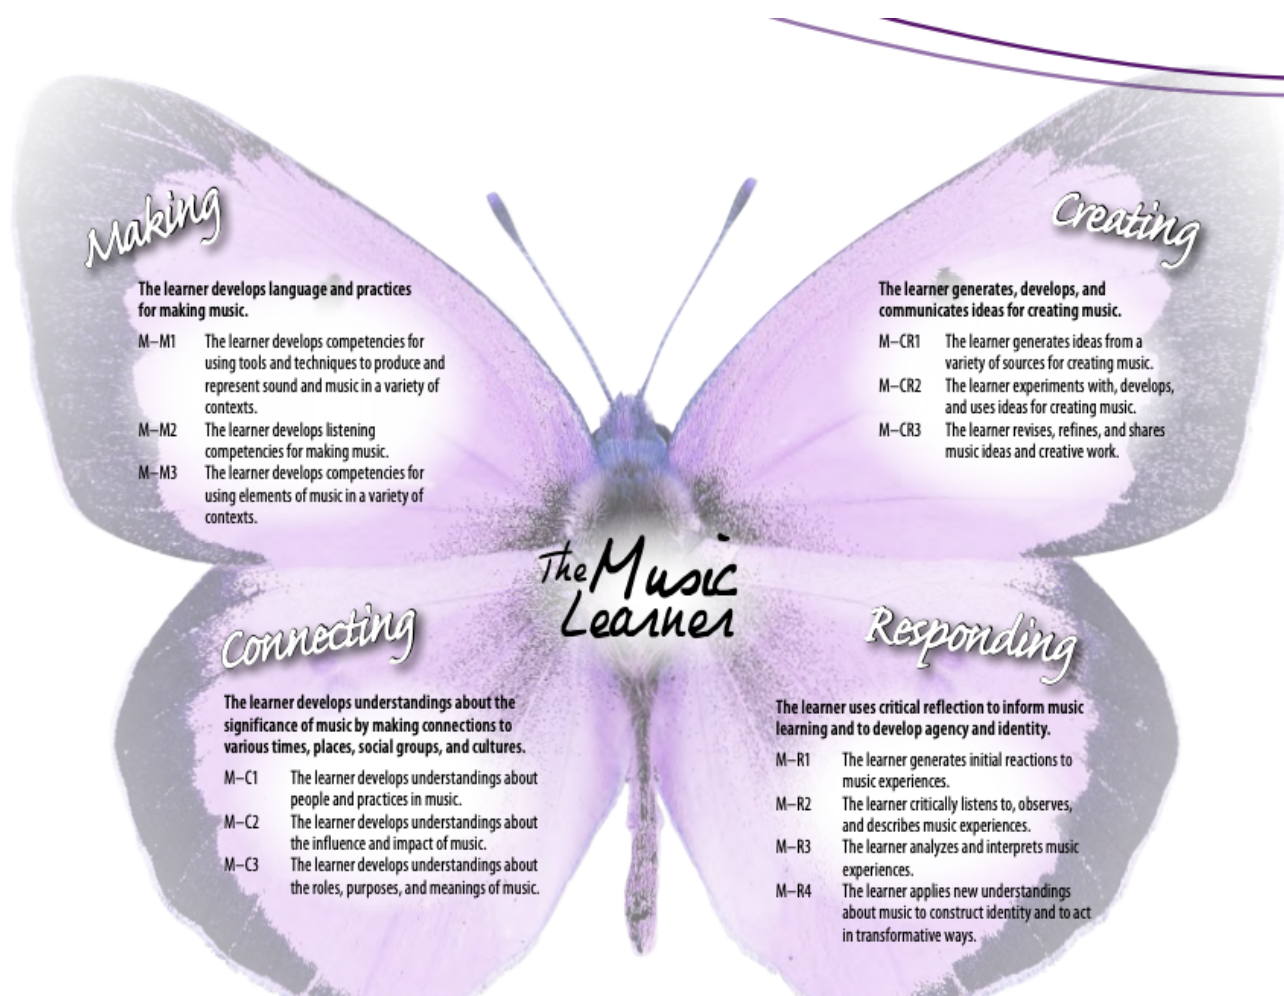 Making
The learner develops language and practices
for making music.
M–M1 The learner develops competencies for
using tools and techniques to produce and
represent sound and music in a variety of
contexts.
M–M2 The learner develops listening
competencies for making music.
M–M3 The learner develops competencies for
using elements of music in a variety of
contexts.
Creating
The learner generates, develops, and
communicates ideas for creating music.
M–CR1 The learner generates ideas from a
variety of sources for creating music.
M–CR2 The learner experiments with, develops,
and uses ideas for creating music.
M–CR3 The learner revises, refines, and shares
music ideas and creative work.
The Music
Learner
Connecting
The learner develops understandings about the
significance of music by making connections to
various times, places, social groups, and cultures.
M–C1 The learner develops understandings about
people and practices in music.
M–C2 The learner develops understandings about
the influence and impact of music.
M–C3 The learner develops understandings about
the roles, purposes, and meanings of music.
Responding
The learner uses critical reflection to inform music
learning and to develop agency and identity.
M–R1 The learner generates initial reactions to
music experiences.
M–R2 The learner critically listens to, observes,
and describes music experiences.
M–R3 The learner analyzes and interprets music
experiences.
M–R4 The learner applies new understandings
about music to construct identity and to act
in transformative ways.